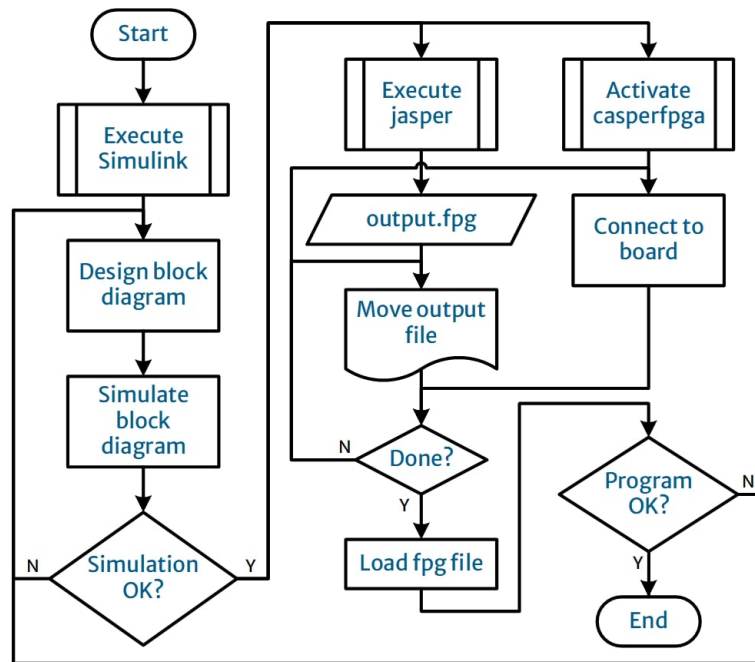 Start
Execute
Simulink
Design block
diagram
Simulate
block
diagram
N
Simulation
OK?
Y
Execute
jasper
Activate
casperfpga
output.fpg
Connect to
board
Move output
file
N
Done?
Y
Load fpg file
Program
OK?
N
Y
End